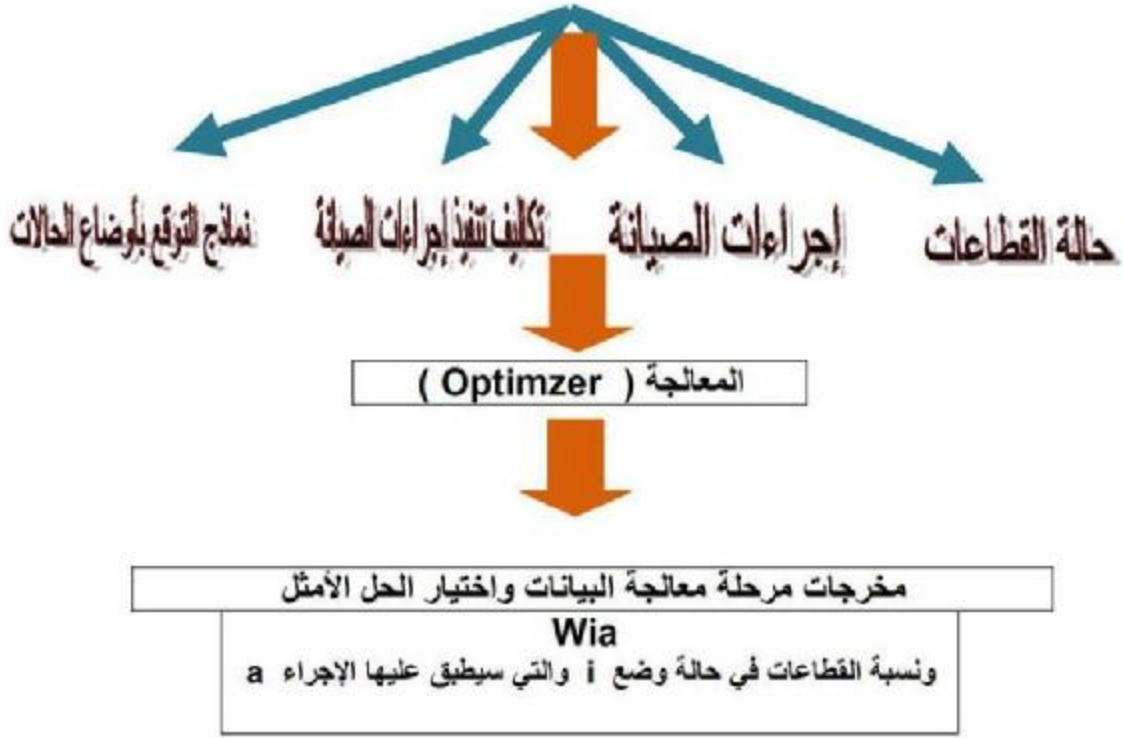 حالة القطاعات
إجراءات الصيانة
تكاليف تنفيذ إجراءات الصيانة
نماذج التوقع بأوضاع الحالات
المعالجة ( Optimzer )
مخرجات مرحلة معالجة البيانات واختيار الحل الأمثل
Wia
ونسبة القطاعات في حالة وضع i والتي سيطبق عليها الإجراء a